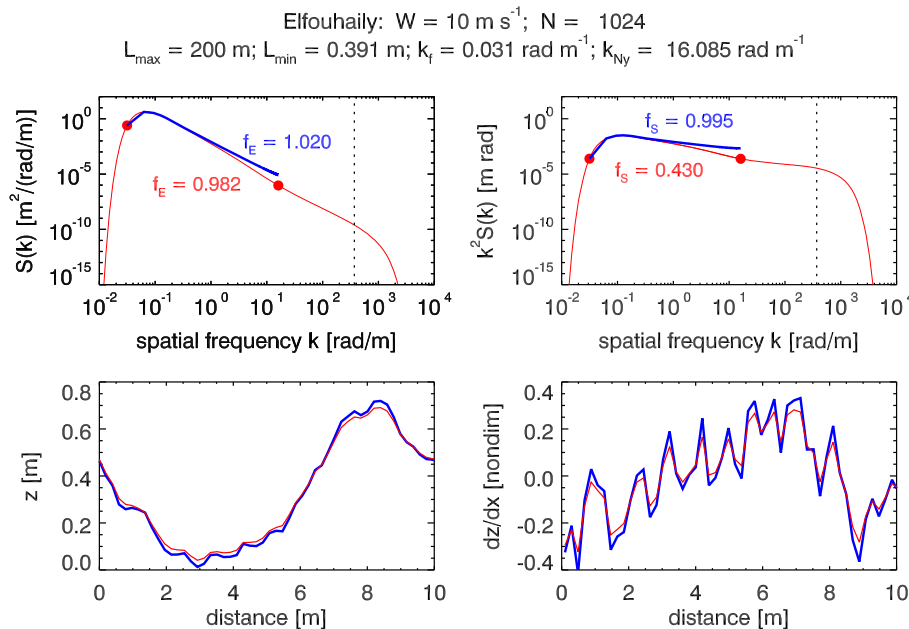 Elfouhaily: W = 10 m s⁻¹; N = 1024
L_max = 200 m; L_min = 0.391 m; k_f = 0.031 rad m⁻¹; k_Ny = 16.085 rad m⁻¹
S(k) [m²/(rad/m)]
10⁰
10⁻⁵
10⁻¹⁰
10⁻¹⁵
f_E = 1.020
f_E = 0.982
10⁻² 10⁻¹ 10⁰ 10¹ 10² 10³ 10⁴
spatial frequency k [rad/m]
k²S(k) [m rad]
10⁰
10⁻⁵
10⁻¹⁰
10⁻¹⁵
f_S = 0.995
f_S = 0.430
10⁻² 10⁻¹ 10⁰ 10¹ 10² 10³ 10⁴
spatial frequency k [rad/m]
z [m]
0.8
0.6
0.4
0.2
0.0
0 2 4 6 8 10
distance [m]
dz/dx [nondim]
0.4
0.2
0.0
-0.2
-0.4
0 2 4 6 8 10
distance [m]